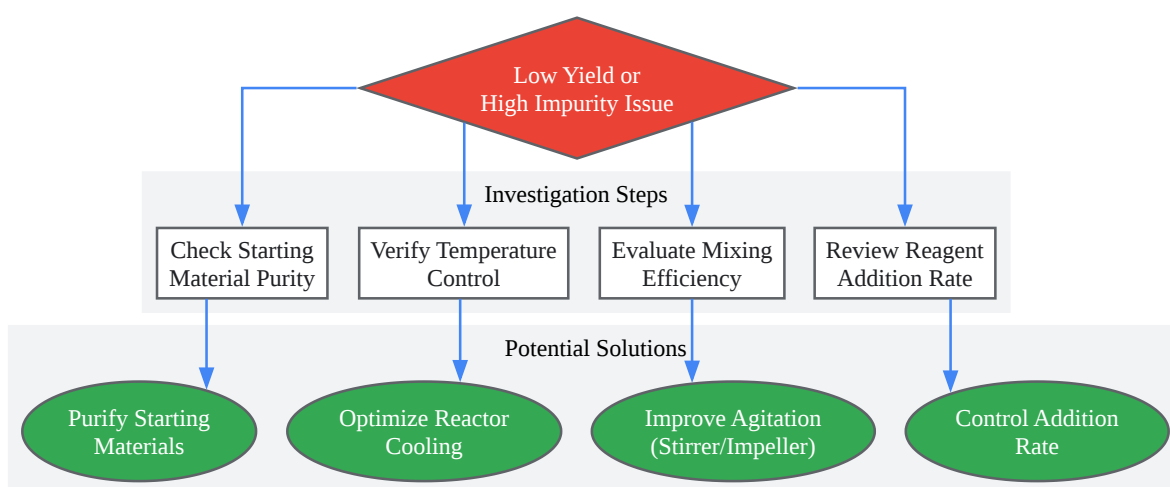 Low Yield or
High Impurity Issue
Investigation Steps
Check Starting
Material Purity
Verify Temperature
Control
Evaluate Mixing
Efficiency
Review Reagent
Addition Rate
Potential Solutions
Purify Starting
Materials
Optimize Reactor
Cooling
Improve Agitation
(Stirrer/Impeller)
Control Addition
Rate